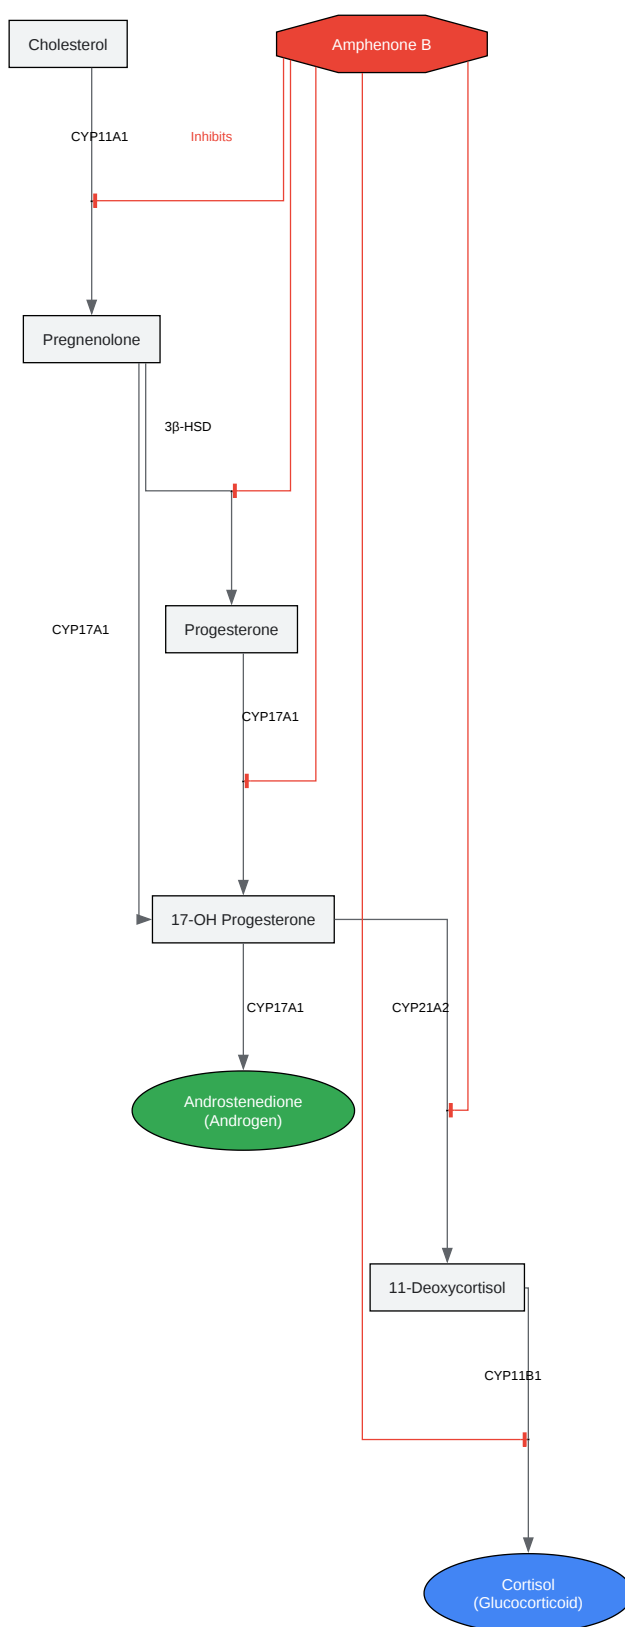 Cholesterol
Amphenone B
CYP11A1
Inhibits
Pregnenolone
3β-HSD
CYP17A1
Progesterone
CYP17A1
17-OH Progesterone
CYP17A1
CYP21A2
Androstenedione
(Androgen)
11-Deoxycortisol
CYP11B1
Cortisol
(Glucocorticoid)